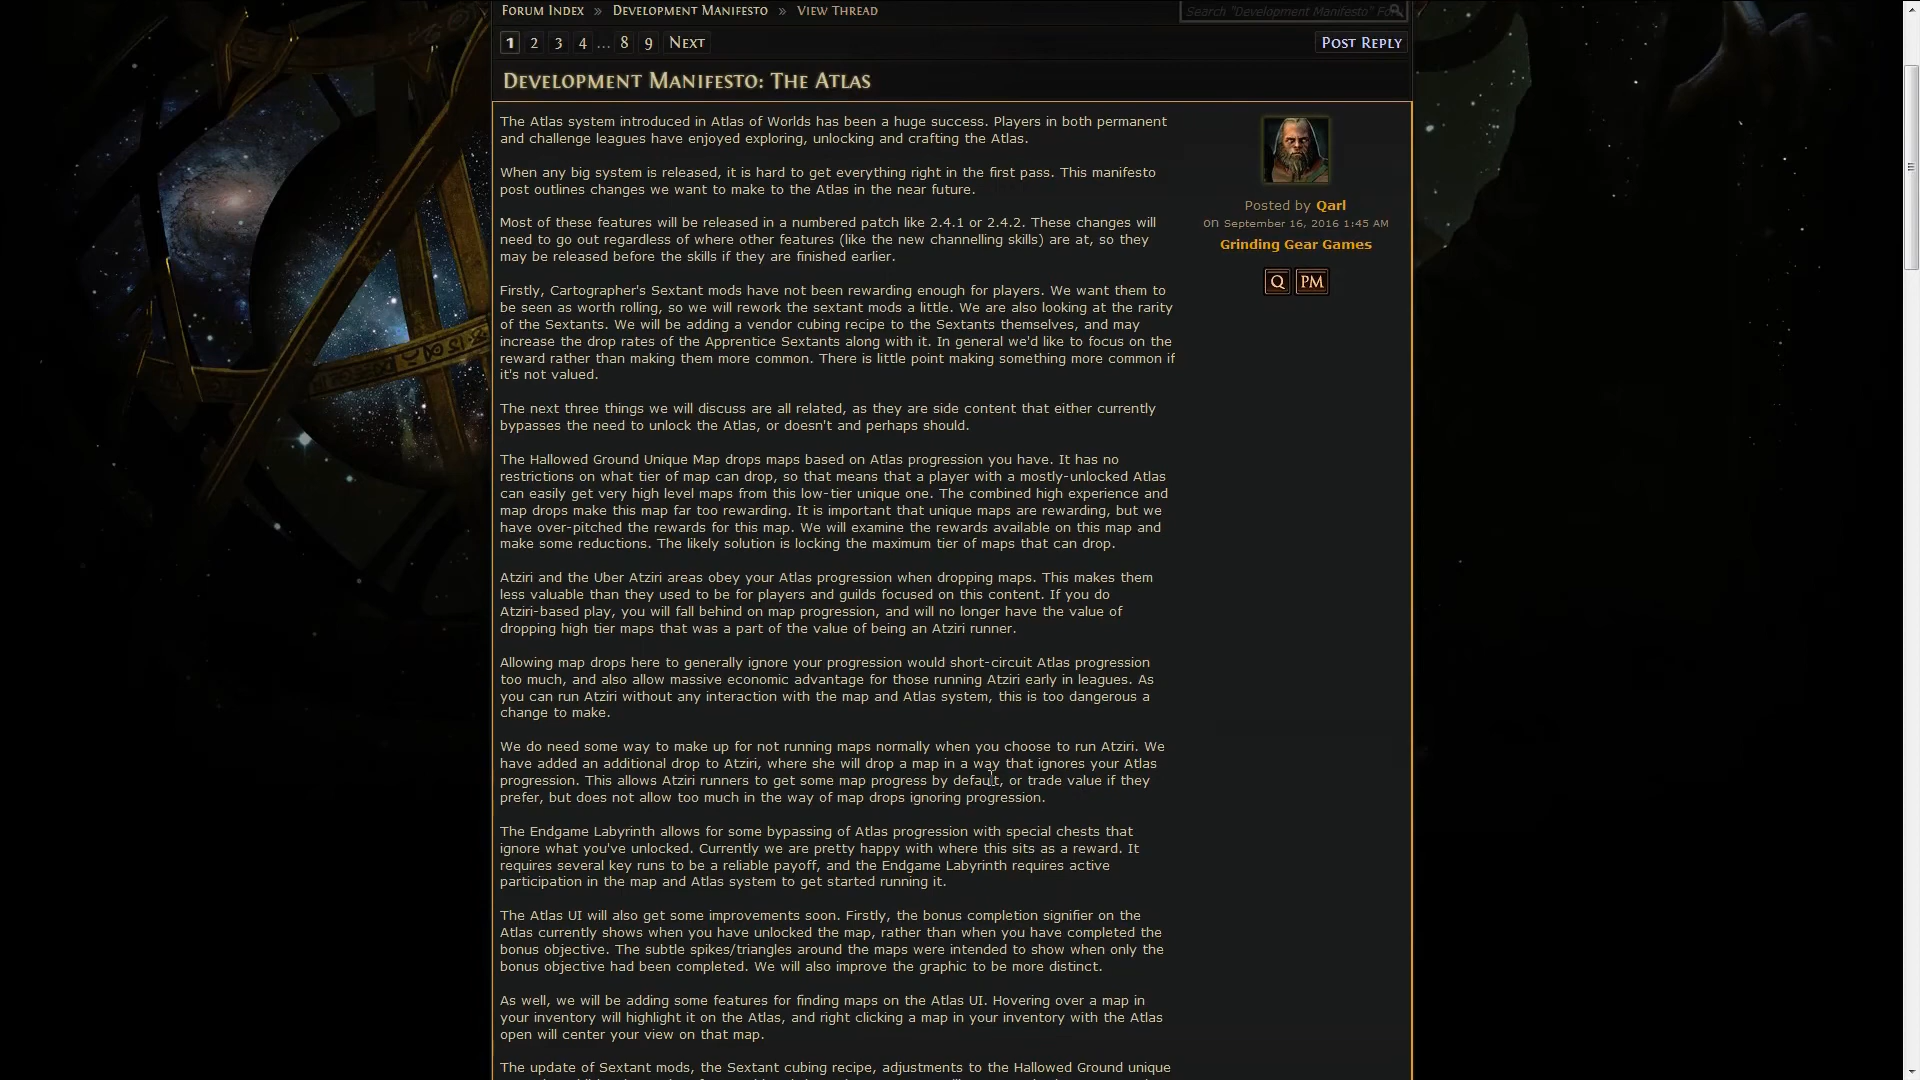 Forum Index » Development Manifesto » View Thread
Search "Development Manifesto"
1 2 3 4 ... 8 9 Next
Post Reply
Development Manifesto: The Atlas
The Atlas system introduced in Atlas of Worlds has been a huge success. Players in both permanent
and challenge leagues have enjoyed exploring, unlocking and crafting the Atlas.
When any big system is released, it is hard to get everything right in the first pass. This manifesto
post outlines changes we want to make to the Atlas in the near future.
Most of these features will be released in a numbered patch like 2.4.1 or 2.4.2. These changes will
need to go out regardless of where other features (like the new channelling skills) are at, so they
may be released before the skills if they are finished earlier.
Firstly, Cartographer's Sextant mods have not been rewarding enough for players. We want them to
be seen as worth rolling, so we will rework the sextant mods a little. We are also looking at the rarity
of the Sextants. We will be adding a vendor cubing recipe to the Sextants themselves, and may
increase the drop rates of the Apprentice Sextants along with it. In general we'd like to focus on the
reward rather than making them more common. There is little point making something more common if
it's not valued.
The next three things we will discuss are all related, as they are side content that either currently
bypasses the need to unlock the Atlas, or doesn't and perhaps should.
The Hallowed Ground Unique Map drops maps based on Atlas progression you have. It has no
restrictions on what tier of map can drop, so that means that a player with a mostly-unlocked Atlas
can easily get very high level maps from this low-tier unique one. The combined high experience and
map drops make this map far too rewarding. It is important that unique maps are rewarding, but we
have over-pitched the rewards for this map. We will examine the rewards available on this map and
make some reductions. The likely solution is locking the maximum tier of maps that can drop.
Atziri and the Uber Atziri areas obey your Atlas progression when dropping maps. This makes them
less valuable than they used to be for players and guilds focused on this content. If you do
Atziri-based play, you will fall behind on map progression, and will no longer have the value of
dropping high tier maps that was a part of the value of being an Atziri runner.
Allowing map drops here to generally ignore your progression would short-circuit Atlas progression
too much, and also allow massive economic advantage for those running Atziri early in leagues. As
you can run Atziri without any interaction with the map and Atlas system, this is too dangerous a
change to make.
We do need some way to make up for not running maps normally when you choose to run Atziri. We
have added an additional drop to Atziri, where she will drop a map in a way that ignores your Atlas
progression. This allows Atziri runners to get some map progress by default, or trade value if they
prefer, but does not allow too much in the way of map drops ignoring progression.
The Endgame Labyrinth allows for some bypassing of Atlas progression with special chests that
ignore what you've unlocked. Currently we are pretty happy with where this sits as a reward. It
requires several key runs to be a reliable payoff, and the Endgame Labyrinth requires active
participation in the map and Atlas system to get started running it.
The Atlas UI will also get some improvements soon. Firstly, the bonus completion signifier on the
Atlas currently shows when you have unlocked the map, rather than when you have completed the
bonus objective. The subtle spikes/triangles around the maps were intended to show when only the
bonus objective had been completed. We will also improve the graphic to be more distinct.
As well, we will be adding some features for finding maps on the Atlas UI. Hovering over a map in
your inventory will highlight it on the Atlas, and right clicking a map in your inventory with the Atlas
open will center your view on that map.
The update of Sextant mods, the Sextant cubing recipe, adjustments to the Hallowed Ground unique
Posted by Qarl
on September 16, 2016 1:45 AM
Grinding Gear Games
Q PM